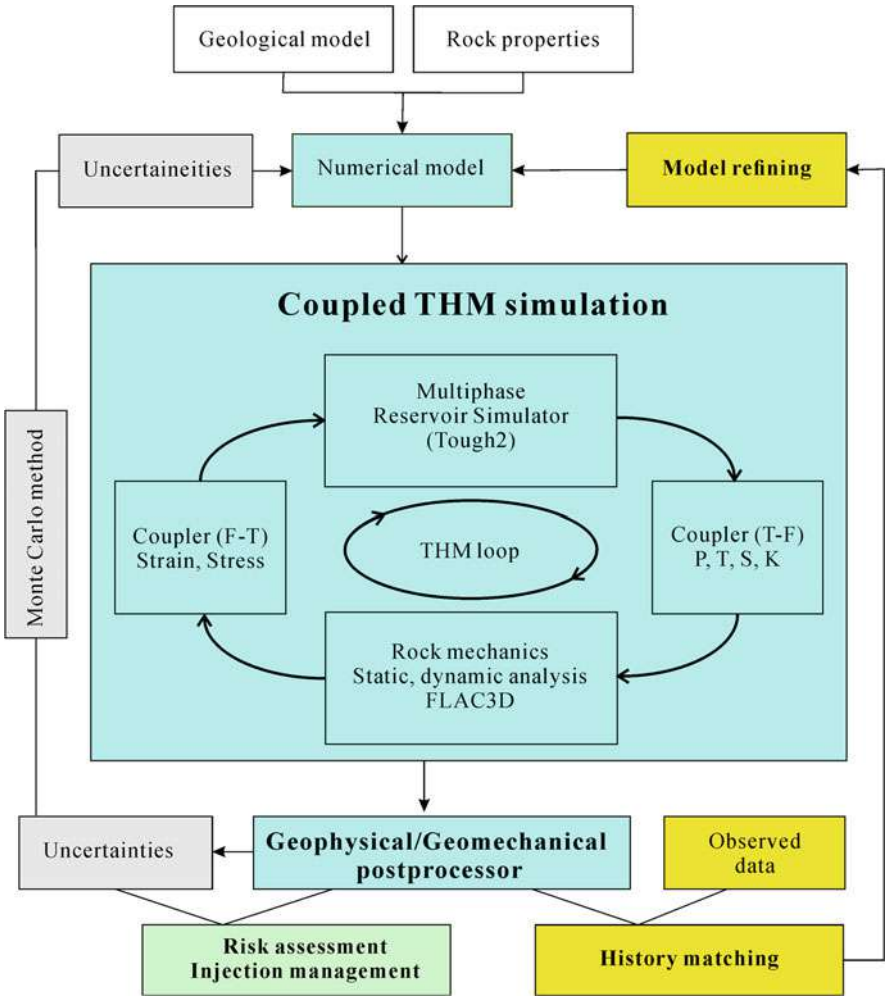 Geological model
Rock properties
Uncertaineities
Numerical model
Model refining
Coupled THM simulation
Multiphase
Reservoir Simulator
(Tough2)
Coupler (F-T)
Strain, Stress
THM loop
Coupler (T-F)
P, T, S, K
Rock mechanics
Static, dynamic analysis
FLAC3D
Monte Carlo method
Uncertainties
Geophysical/Geomechanical
postprocessor
Observed
data
Risk assessment
Injection management
History matching